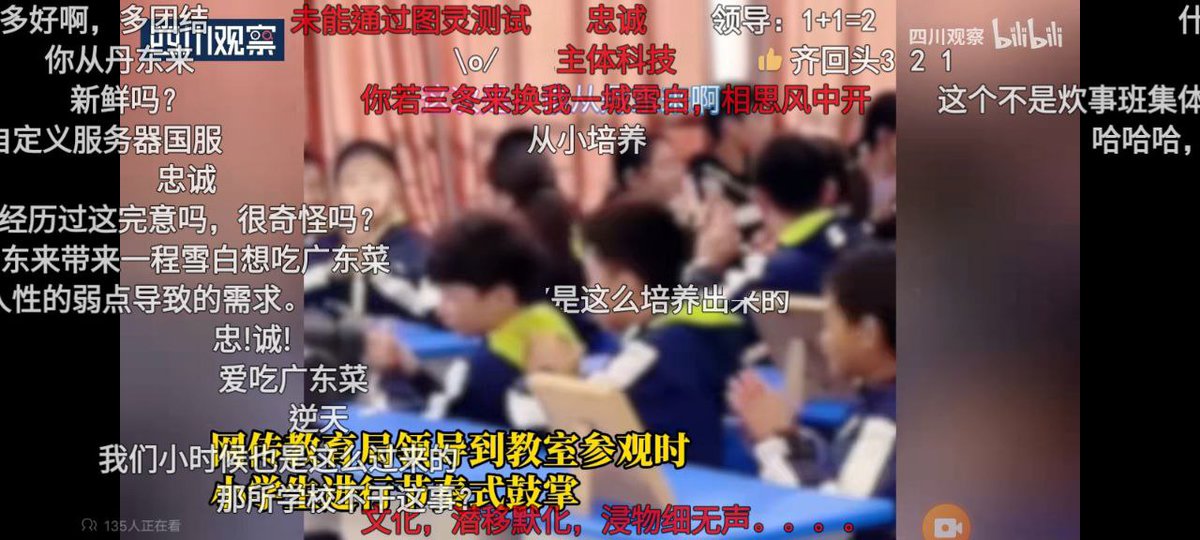 多好啊，多团结
四川观察
未能通过图灵测试
忠诚
领导：1+1=2
四川观察 bilibili
你从丹东来
\o/
主体科技
齐回头3 2 1
新鲜吗？
你若三冬来换我一城雪白啊，相思风中开
这个不是炊事班集体
自定义服务器国服
从小培养
哈哈哈，
忠诚
经历过这完意吗，很奇怪吗？
东来带来一程雪白想吃广东菜
人性的弱点导致的需求。
是这么培养出来的
忠!诚!
爱吃广东菜
逆天
网传教育局领导到教室参观时
我们小时候也是这么过来的
小学生进行节奏式鼓掌
那所学校不干这事？
文化，潜移默化，浸物细无声。。。。
135人正在看